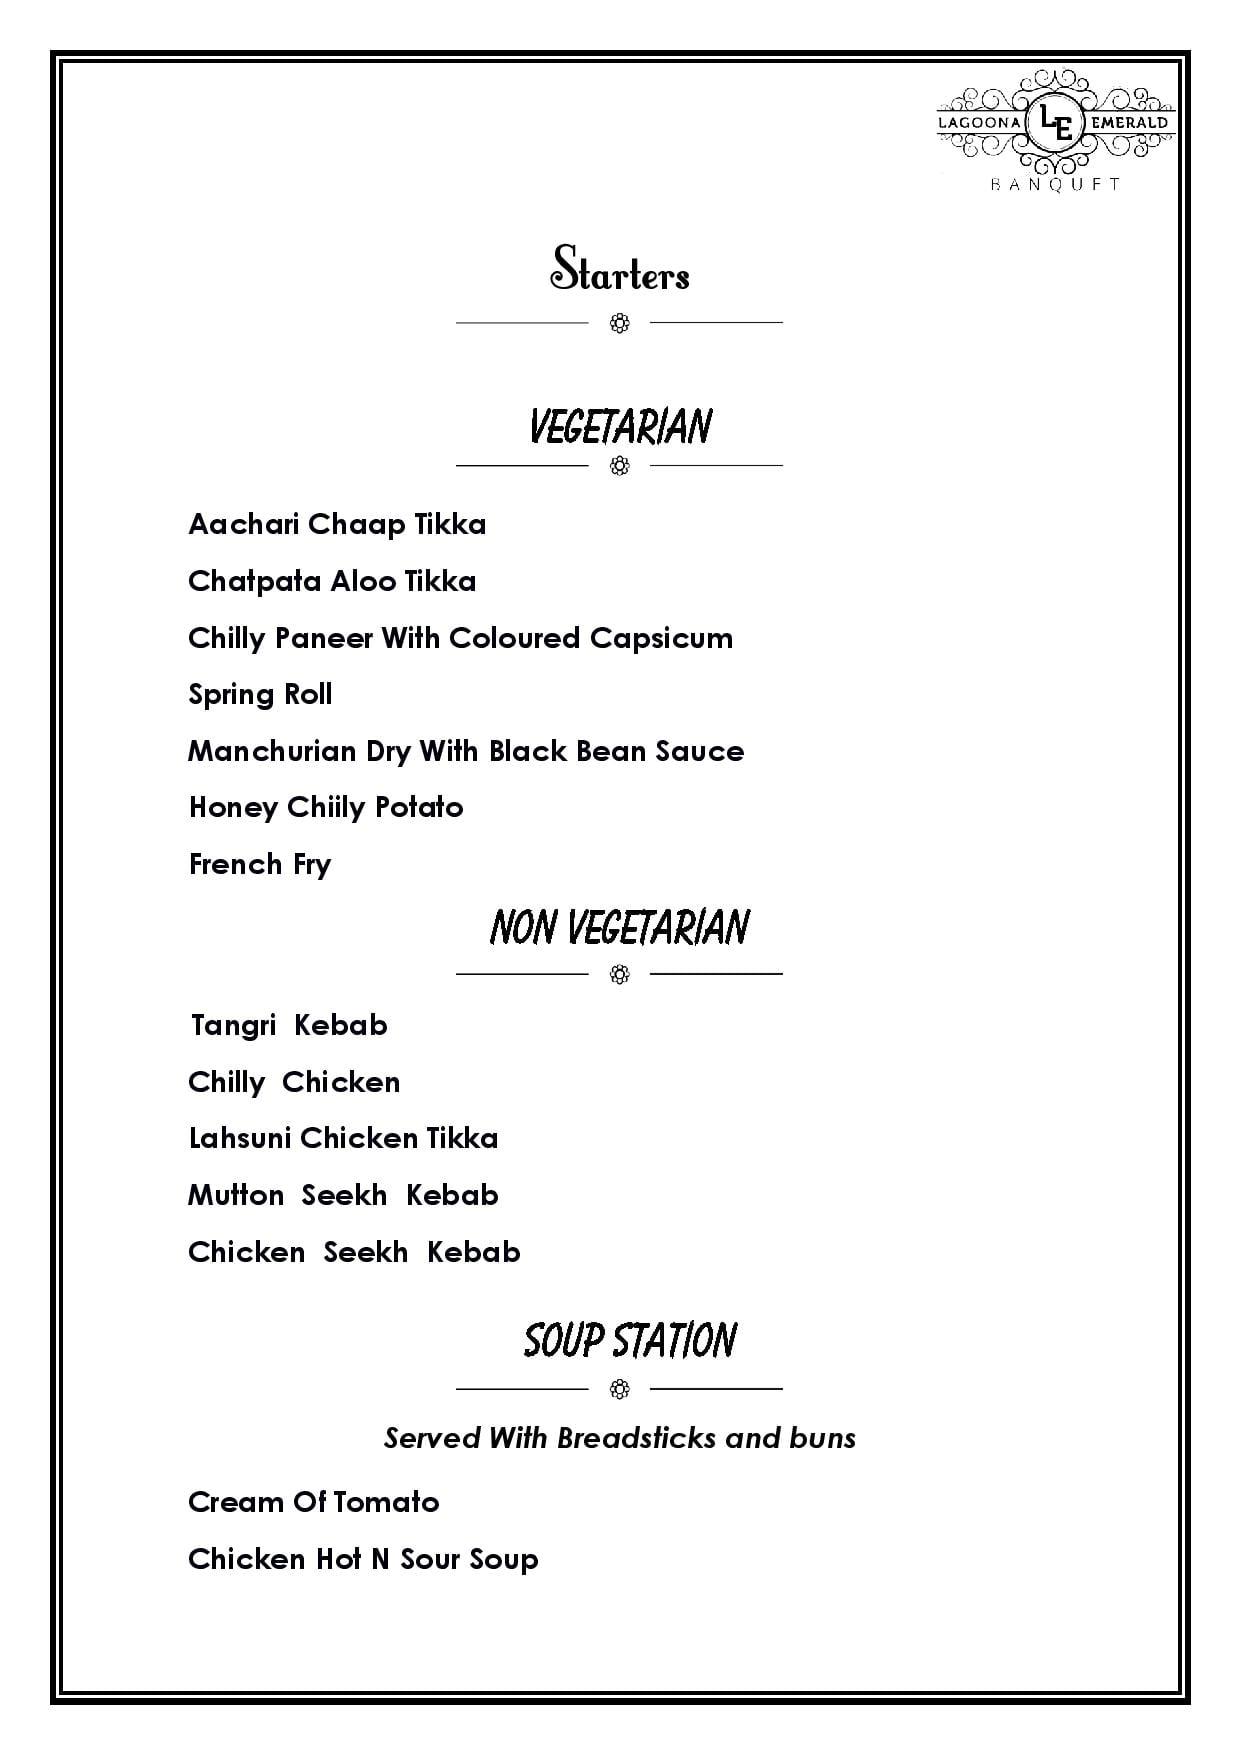 LAGOONA LE EMERALD
BANQUET
Starters
VEGETARIAN
Aachari Chaap Tikka
Chatpata Aloo Tikka
Chilly Paneer With Coloured Capsicum
Spring Roll
Manchurian Dry With Black Bean Sauce
Honey Chiily Potato
French Fry
NON VEGETARIAN
Tangri Kebab
Chilly Chicken
Lahsuni Chicken Tikka
Mutton Seekh Kebab
Chicken Seekh Kebab
SOUP STATION
Served With Breadsticks and buns
Cream Of Tomato
Chicken Hot N Sour Soup